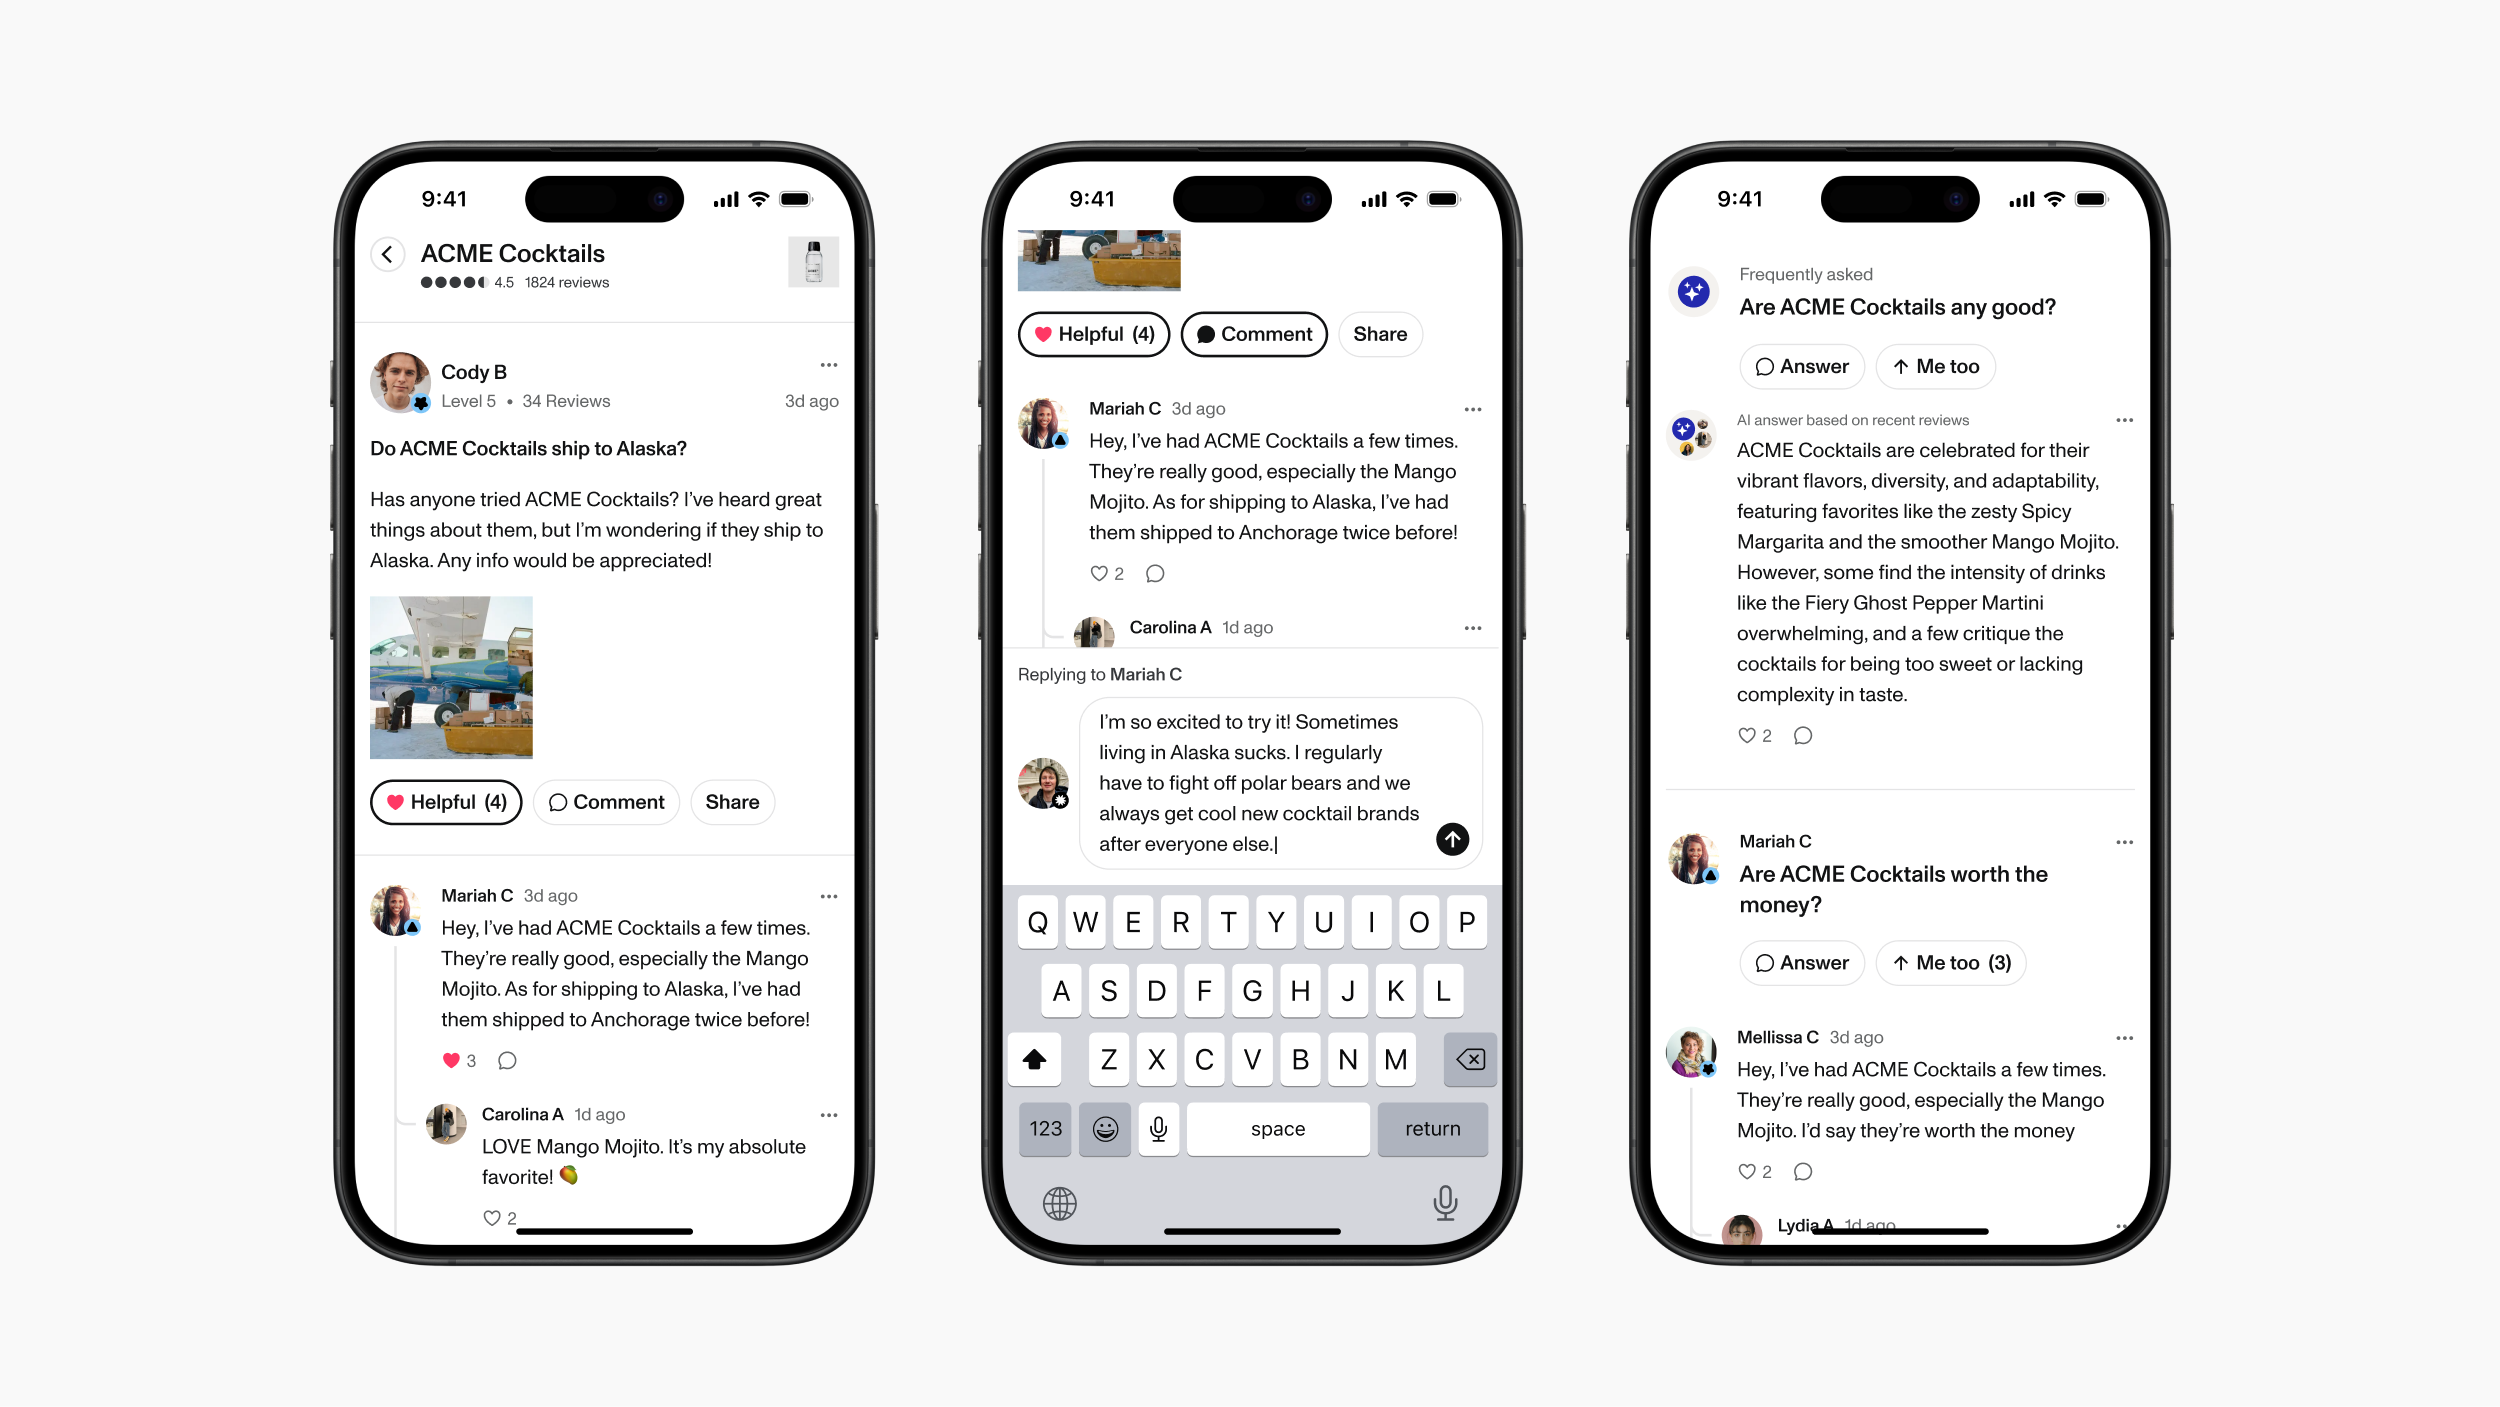 9:41
ACME Cocktails
4.5 1824 reviews
Cody B
Level 5 • 34 Reviews
3d ago
Do ACME Cocktails ship to Alaska?
Has anyone tried ACME Cocktails? I’ve heard great
things about them, but I’m wondering if they ship to
Alaska. Any info would be appreciated!
Helpful (4)
Comment
Share
Mariah C 3d ago
Hey, I’ve had ACME Cocktails a few times.
They’re really good, especially the Mango
Mojito. As for shipping to Alaska, I’ve had
them shipped to Anchorage twice before!
3
Carolina A 1d ago
LOVE Mango Mojito. It’s my absolute
favorite! 🥭
2
9:41
Helpful (4)
Comment
Share
Mariah C 3d ago
Hey, I’ve had ACME Cocktails a few times.
They’re really good, especially the Mango
Mojito. As for shipping to Alaska, I’ve had
them shipped to Anchorage twice before!
2
Carolina A 1d ago
Replying to Mariah C
I’m so excited to try it! Sometimes
living in Alaska sucks. I regularly
have to fight off polar bears and we
always get cool new cocktail brands
after everyone else.
Q W E R T Y U I O P
A S D F G H J K L
Z X C V B N M
123 space return
9:41
Frequently asked
Are ACME Cocktails any good?
Answer
Me too
AI answer based on recent reviews
ACME Cocktails are celebrated for their
vibrant flavors, diversity, and adaptability,
featuring favorites like the zesty Spicy
Margarita and the smoother Mango Mojito.
However, some find the intensity of drinks
like the Fiery Ghost Pepper Martini
overwhelming, and a few critique the
cocktails for being too sweet or lacking
complexity in taste.
2
Mariah C
Are ACME Cocktails worth the
money?
Answer
Me too (3)
Mellissa C 3d ago
Hey, I’ve had ACME Cocktails a few times.
They’re really good, especially the Mango
Mojito. I’d say they’re worth the money
2
Lydia A 1d ago